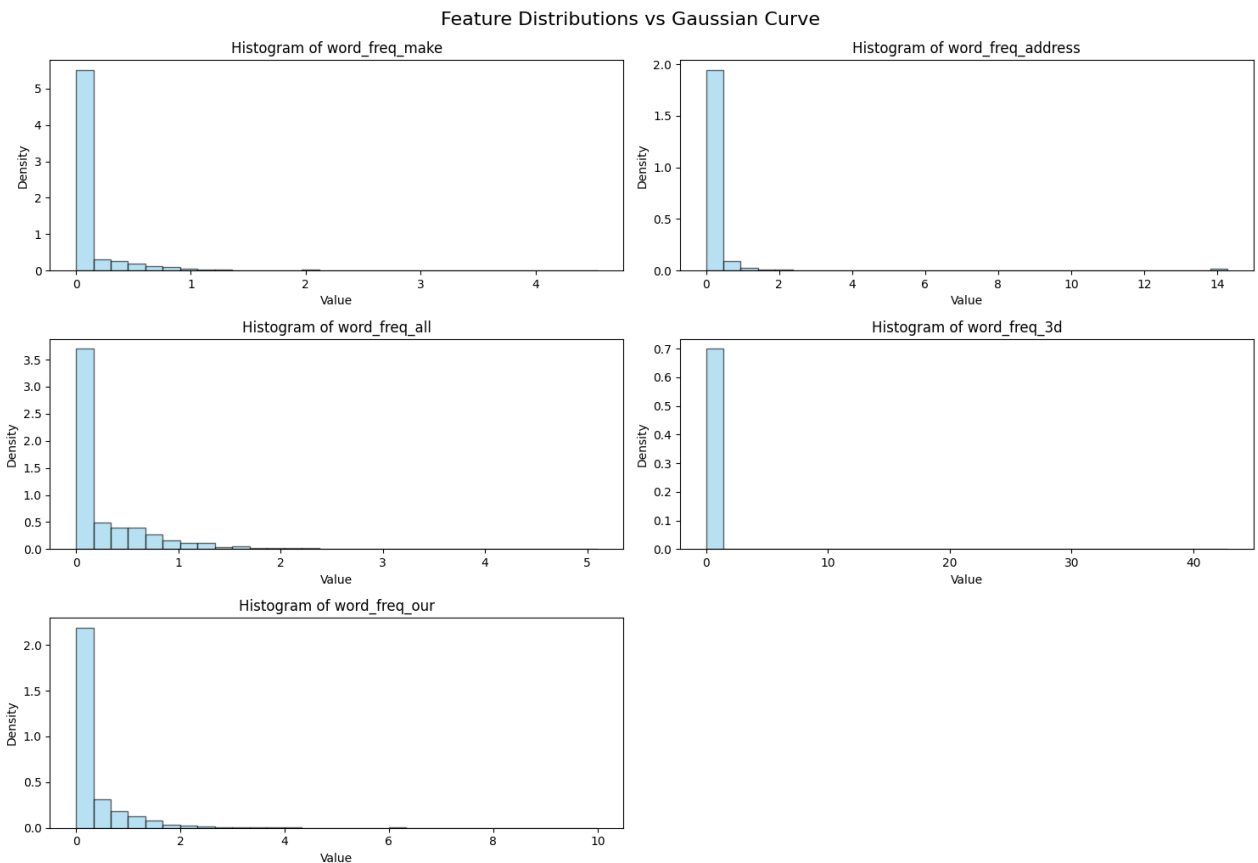 Feature Distributions vs Gaussian Curve
Histogram of word_freq_make
Density
5
4
3
2
1
0
0 1 2 3 4
Value
Histogram of word_freq_address
Density
2.0
1.5
1.0
0.5
0.0
0 2 4 6 8 10 12 14
Value
Histogram of word_freq_all
Density
3.5
3.0
2.5
2.0
1.5
1.0
0.5
0.0
0 1 2 3 4 5
Value
Histogram of word_freq_3d
Density
0.7
0.6
0.5
0.4
0.3
0.2
0.1
0.0
0 10 20 30 40
Value
Histogram of word_freq_our
Density
2.0
1.5
1.0
0.5
0.0
0 2 4 6 8 10
Value